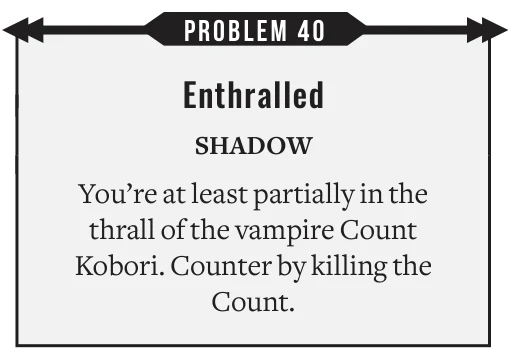 PROBLEM 40
Enthralled
SHADOW
You’re at least partially in the
thrall of the vampire Count
Kobori. Counter by killing the
Count.